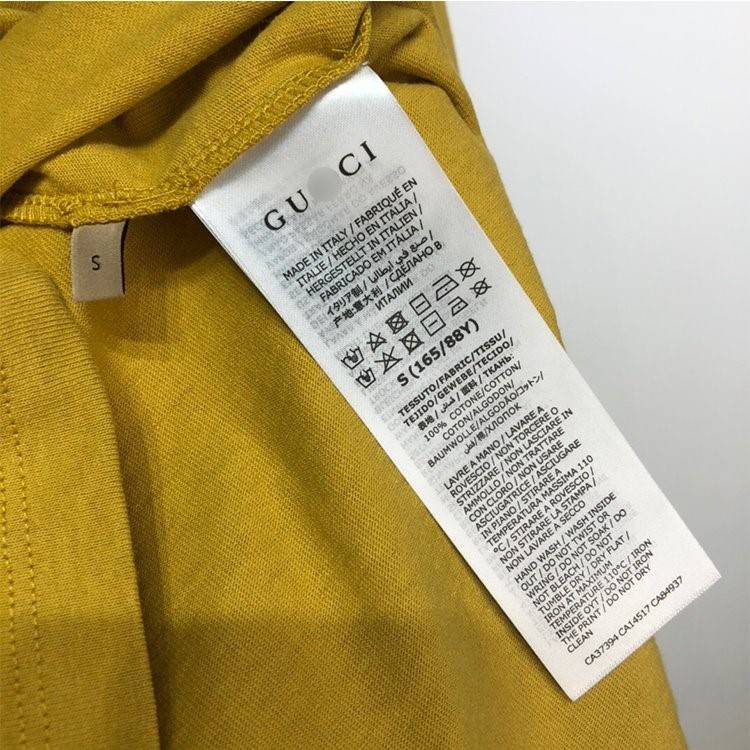 GUCCI
MADE IN ITALY / FABRIQUÉ EN
ITALIE / HECHO EN ITALIA /
HERGESTELLT IN ITALIEN /
FABRICADO EM ITÁLIA /
イタリア製 / صنع في إيطاليا
产地:意大利 / СДЕЛАНО В
ИТАЛИИ
S (165/88Y)
TESSUTO/FABRIC/TISSU/
TEJIDO/GEWEBE/TECIDO/
表地 / قماش / 面料 / ТКАНЬ:
100% COTONE/COTTON/
COTON/ALGODON/
BAUMWOLLE/ALGODÃO/コットン/
قطن/棉/ХЛОПОК
LAVRE A MANO / LAVARE A
ROVESCIO / NON TORCERE O
STRIZZARE / NON LASCIARE IN
AMMOLLO / NON TRATTARE
CON CLORO / NON USARE
ASCIUGATRICE / ASCIUGARE
IN PIANO / STIRARE A
TEMPERATURA MASSIMA 110
°C / STIRARE A ROVESCIO /
NON STIRARE LA STAMPA /
NON LAVARE A SECCO
HAND WASH / WASH INSIDE
OUT / DO NOT TWIST OR
WRING / DO NOT SOAK / DO
NOT BLEACH / DO NOT
TUMBLE DRY / DRY FLAT /
IRON AT MAXIMUM
TEMPERATURE 110°C / IRON
INSIDE OUT / DO NOT IRON
THE PRINT / DO NOT DRY
CLEAN
CA37394 CA14517 CA84937
S